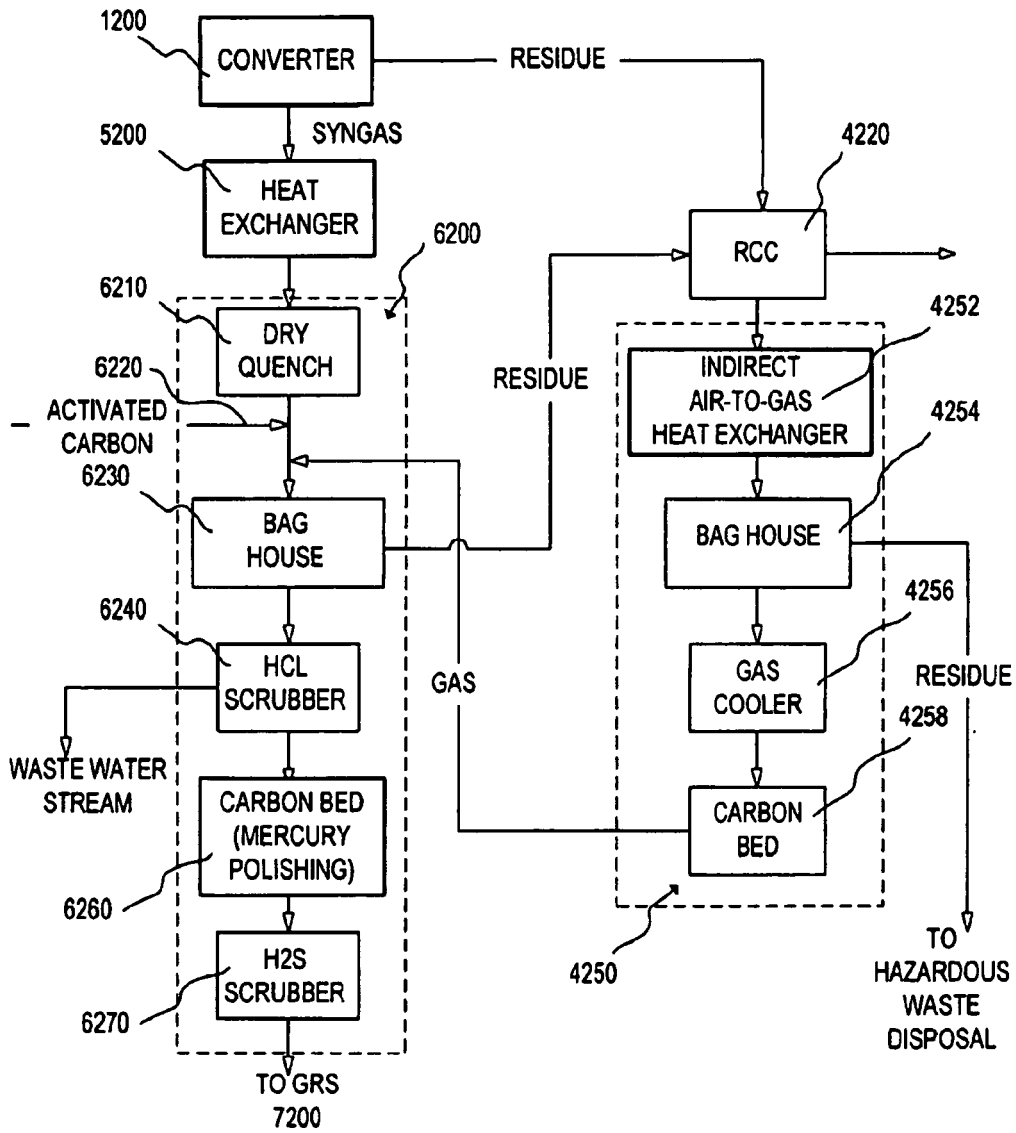 1200
CONVERTER
RESIDUE
SYNGAS
5200
HEAT
EXCHANGER
4220
RCC
6200
6210
DRY
QUENCH
4252
INDIRECT
AIR-TO-GAS
HEAT EXCHANGER
RESIDUE
6220
ACTIVATED
CARBON
4254
6230
BAG
HOUSE
BAG HOUSE
6240
HCL
SCRUBBER
GAS
4256
GAS
COOLER
RESIDUE
4258
WASTE WATER
STREAM
CARBON BED
(MERCURY
POLISHING)
CARBON
BED
6260
H2S
SCRUBBER
6270
4250
TO
HAZARDOUS
WASTE
DISPOSAL
TO GRS
7200